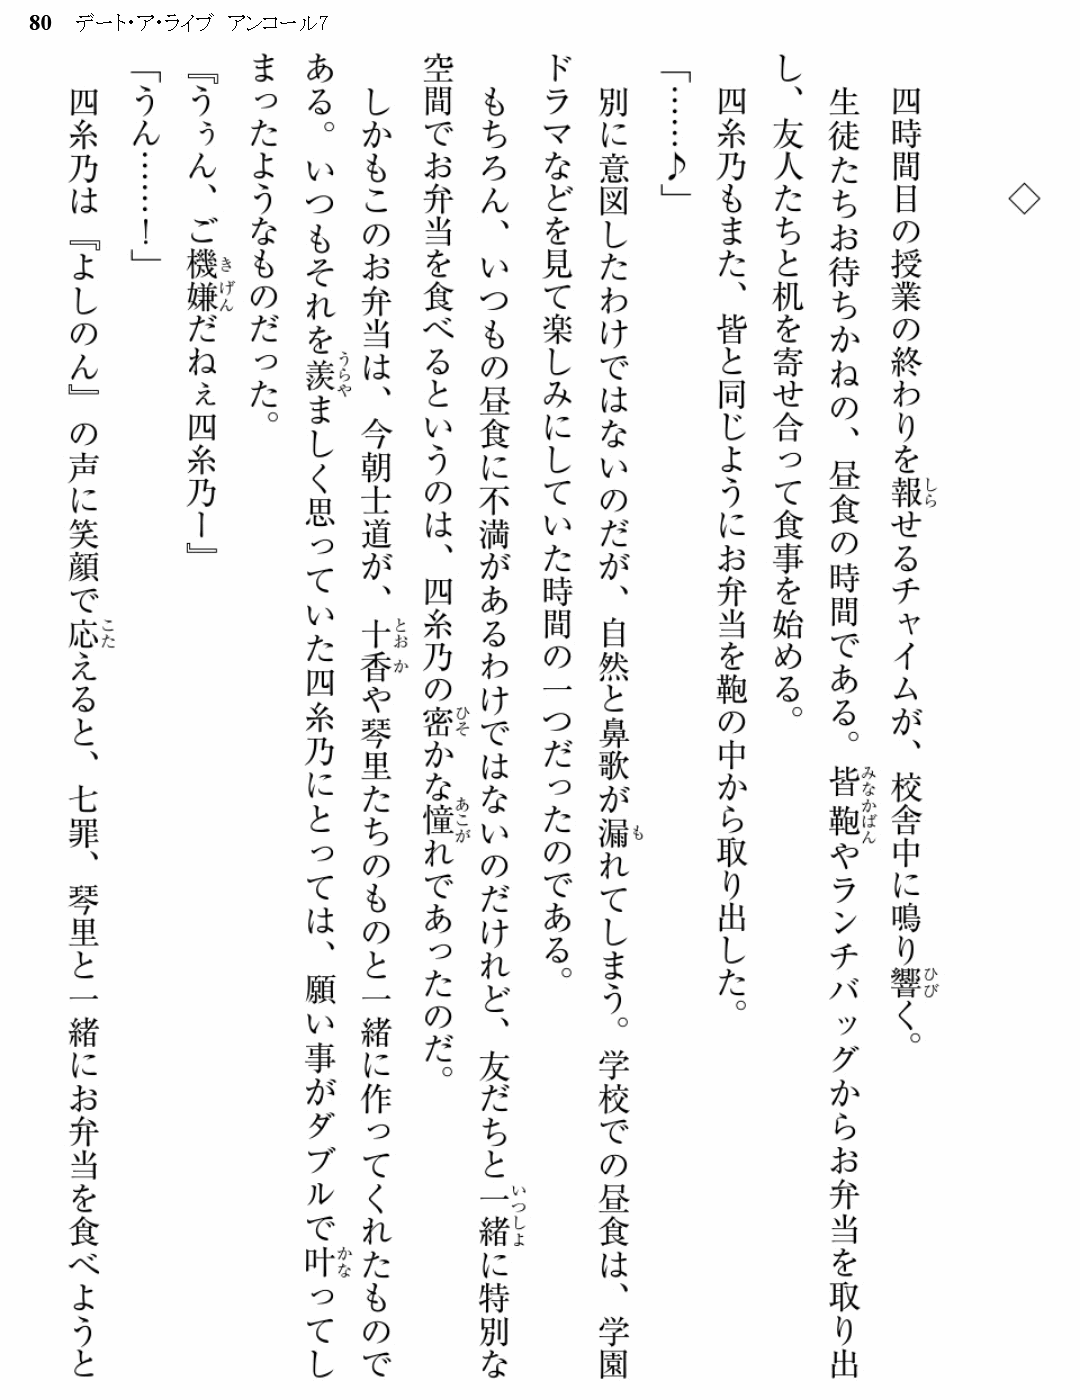 80 デート・ア・ライブ アンコール7
◇
四時間目の授業の終わりを報せるチャイムが、校舎中に鳴り響く。
生徒たちお待ちかねの、昼食の時間である。皆鞄やランチバッグからお弁当を取り出
し、友人たちと机を寄せ合って食事を始める。
四糸乃もまた、皆と同じようにお弁当を鞄の中から取り出した。
「……♪」
別に意図したわけではないのだが、自然と鼻歌が漏れてしまう。学校での昼食は、学園
ドラマなどを見て楽しみにしていた時間の一つだったのである。
もちろん、いつもの昼食に不満があるわけではないのだけれど、友だちと一緒に特別な
空間でお弁当を食べるというのは、四糸乃の密かな憧れであったのだ。
しかもこのお弁当は、今朝士道が、十香や琴里たちのものと一緒に作ってくれたもので
ある。いつもそれを羨ましく思っていた四糸乃にとっては、願い事がダブルで叶ってし
まったようなものだった。
『うぅん、ご機嫌だねぇ四糸乃ー』
「うん……！」
四糸乃は『よしのん』の声に笑顔で応えると、七罪、琴里と一緒にお弁当を食べようと